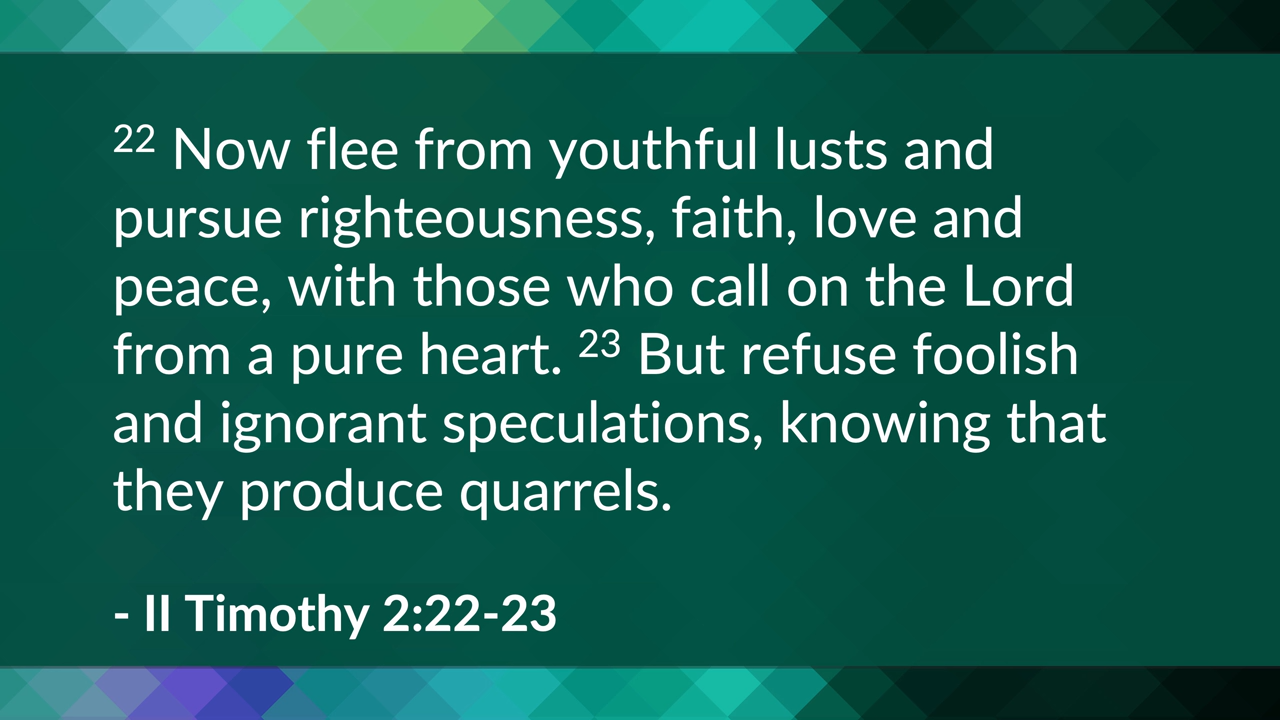 22 Now flee from youthful lusts and
pursue righteousness, faith, love and
peace, with those who call on the Lord
from a pure heart. 23 But refuse foolish
and ignorant speculations, knowing that
they produce quarrels.
- II Timothy 2:22-23